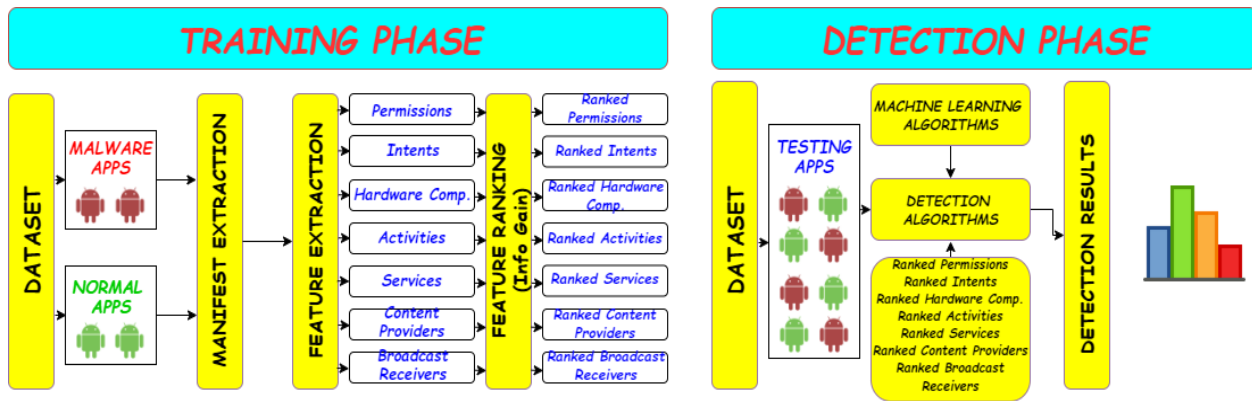 TRAINING PHASE
DATASET
MALWARE
APPS
NORMAL
APPS
MANIFEST EXTRACTION
FEATURE EXTRACTION
Permissions
Intents
Hardware Comp.
Activities
Services
Content
Providers
Broadcast
Receivers
FEATURE RANKING
(Info Gain)
Ranked
Permissions
Ranked Intents
Ranked Hardware
Comp.
Ranked Activities
Ranked Services
Ranked Content
Providers
Ranked Broadcast
Receivers
DETECTION PHASE
DATASET
TESTING
APPS
MACHINE LEARNING
ALGORITHMS
DETECTION
ALGORITHMS
Ranked Permissions
Ranked Intents
Ranked Hardware Comp.
Ranked Activities
Ranked Services
Ranked Content Providers
Ranked Broadcast
Receivers
DETECTION RESULTS